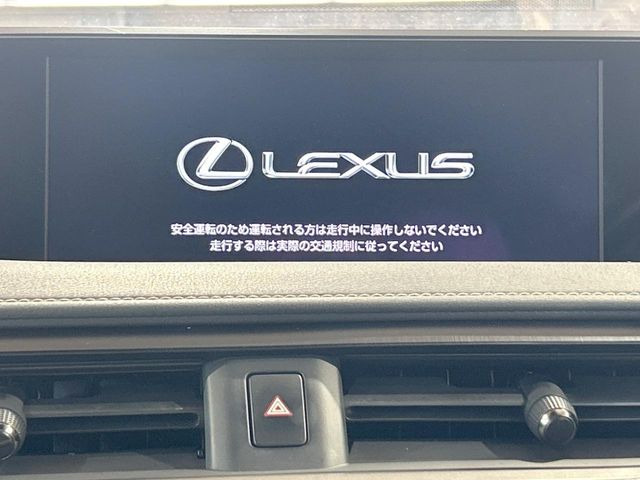 LEXUS
安全運転のため運転される方は走行中に操作しないでください
走行する際は実際の交通規制に従ってください